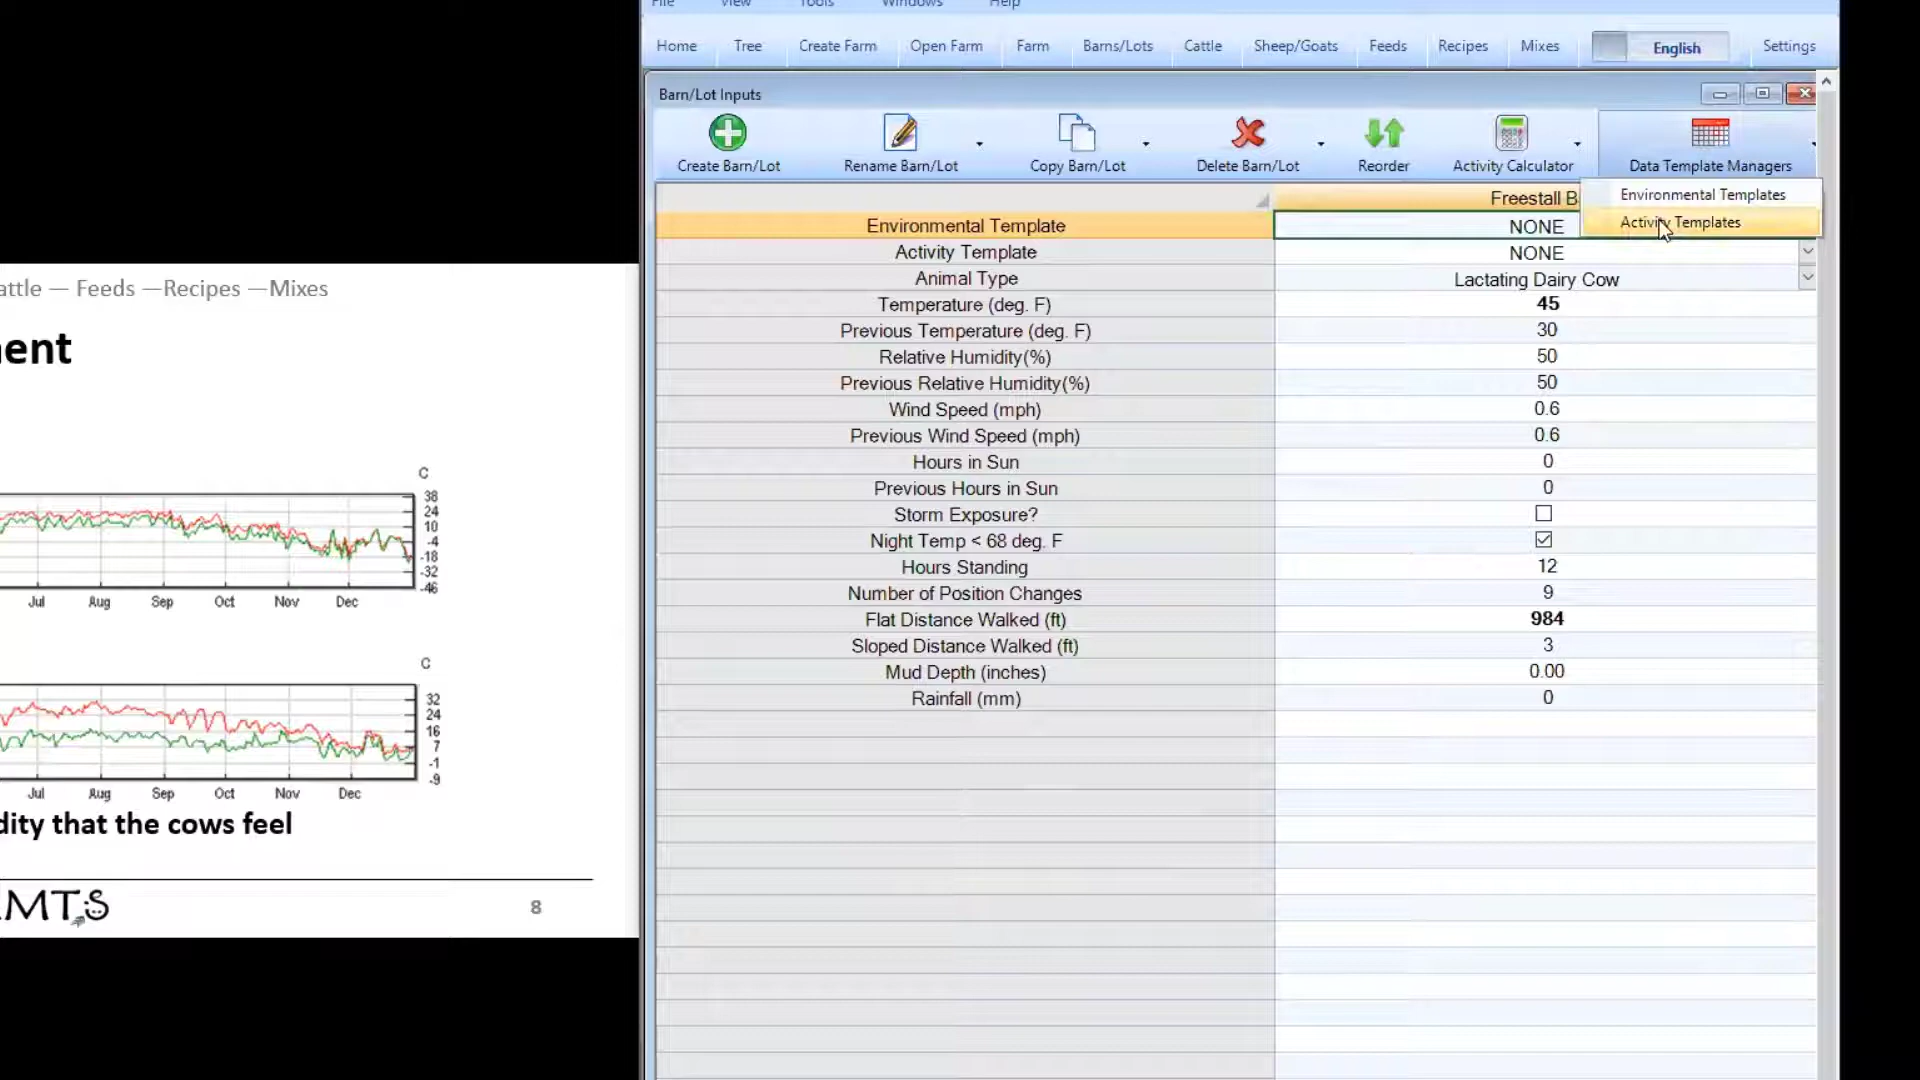 attle — Feeds —Recipes —Mixes
ent
C
38
24
10
-4
-18
-32
-46
Jul Aug Sep Oct Nov Dec
C
32
24
16
7
-1
-9
Jul Aug Sep Oct Nov Dec
dity that the cows feel
MTS
8
File View Tools Windows Help
Home Tree Create Farm Open Farm Farm Barns/Lots Cattle Sheep/Goats Feeds Recipes Mixes English Settings
Barn/Lot Inputs
Create Barn/Lot Rename Barn/Lot Copy Barn/Lot Delete Barn/Lot Reorder Activity Calculator Data Template Managers
Environmental Templates
Activity Templates
Freestall B
Environmental Template NONE
Activity Template NONE
Animal Type Lactating Dairy Cow
Temperature (deg. F) 45
Previous Temperature (deg. F) 30
Relative Humidity(%) 50
Previous Relative Humidity(%) 50
Wind Speed (mph) 0.6
Previous Wind Speed (mph) 0.6
Hours in Sun 0
Previous Hours in Sun 0
Storm Exposure?
Night Temp < 68 deg. F
Hours Standing 12
Number of Position Changes 9
Flat Distance Walked (ft) 984
Sloped Distance Walked (ft) 3
Mud Depth (inches) 0.00
Rainfall (mm) 0